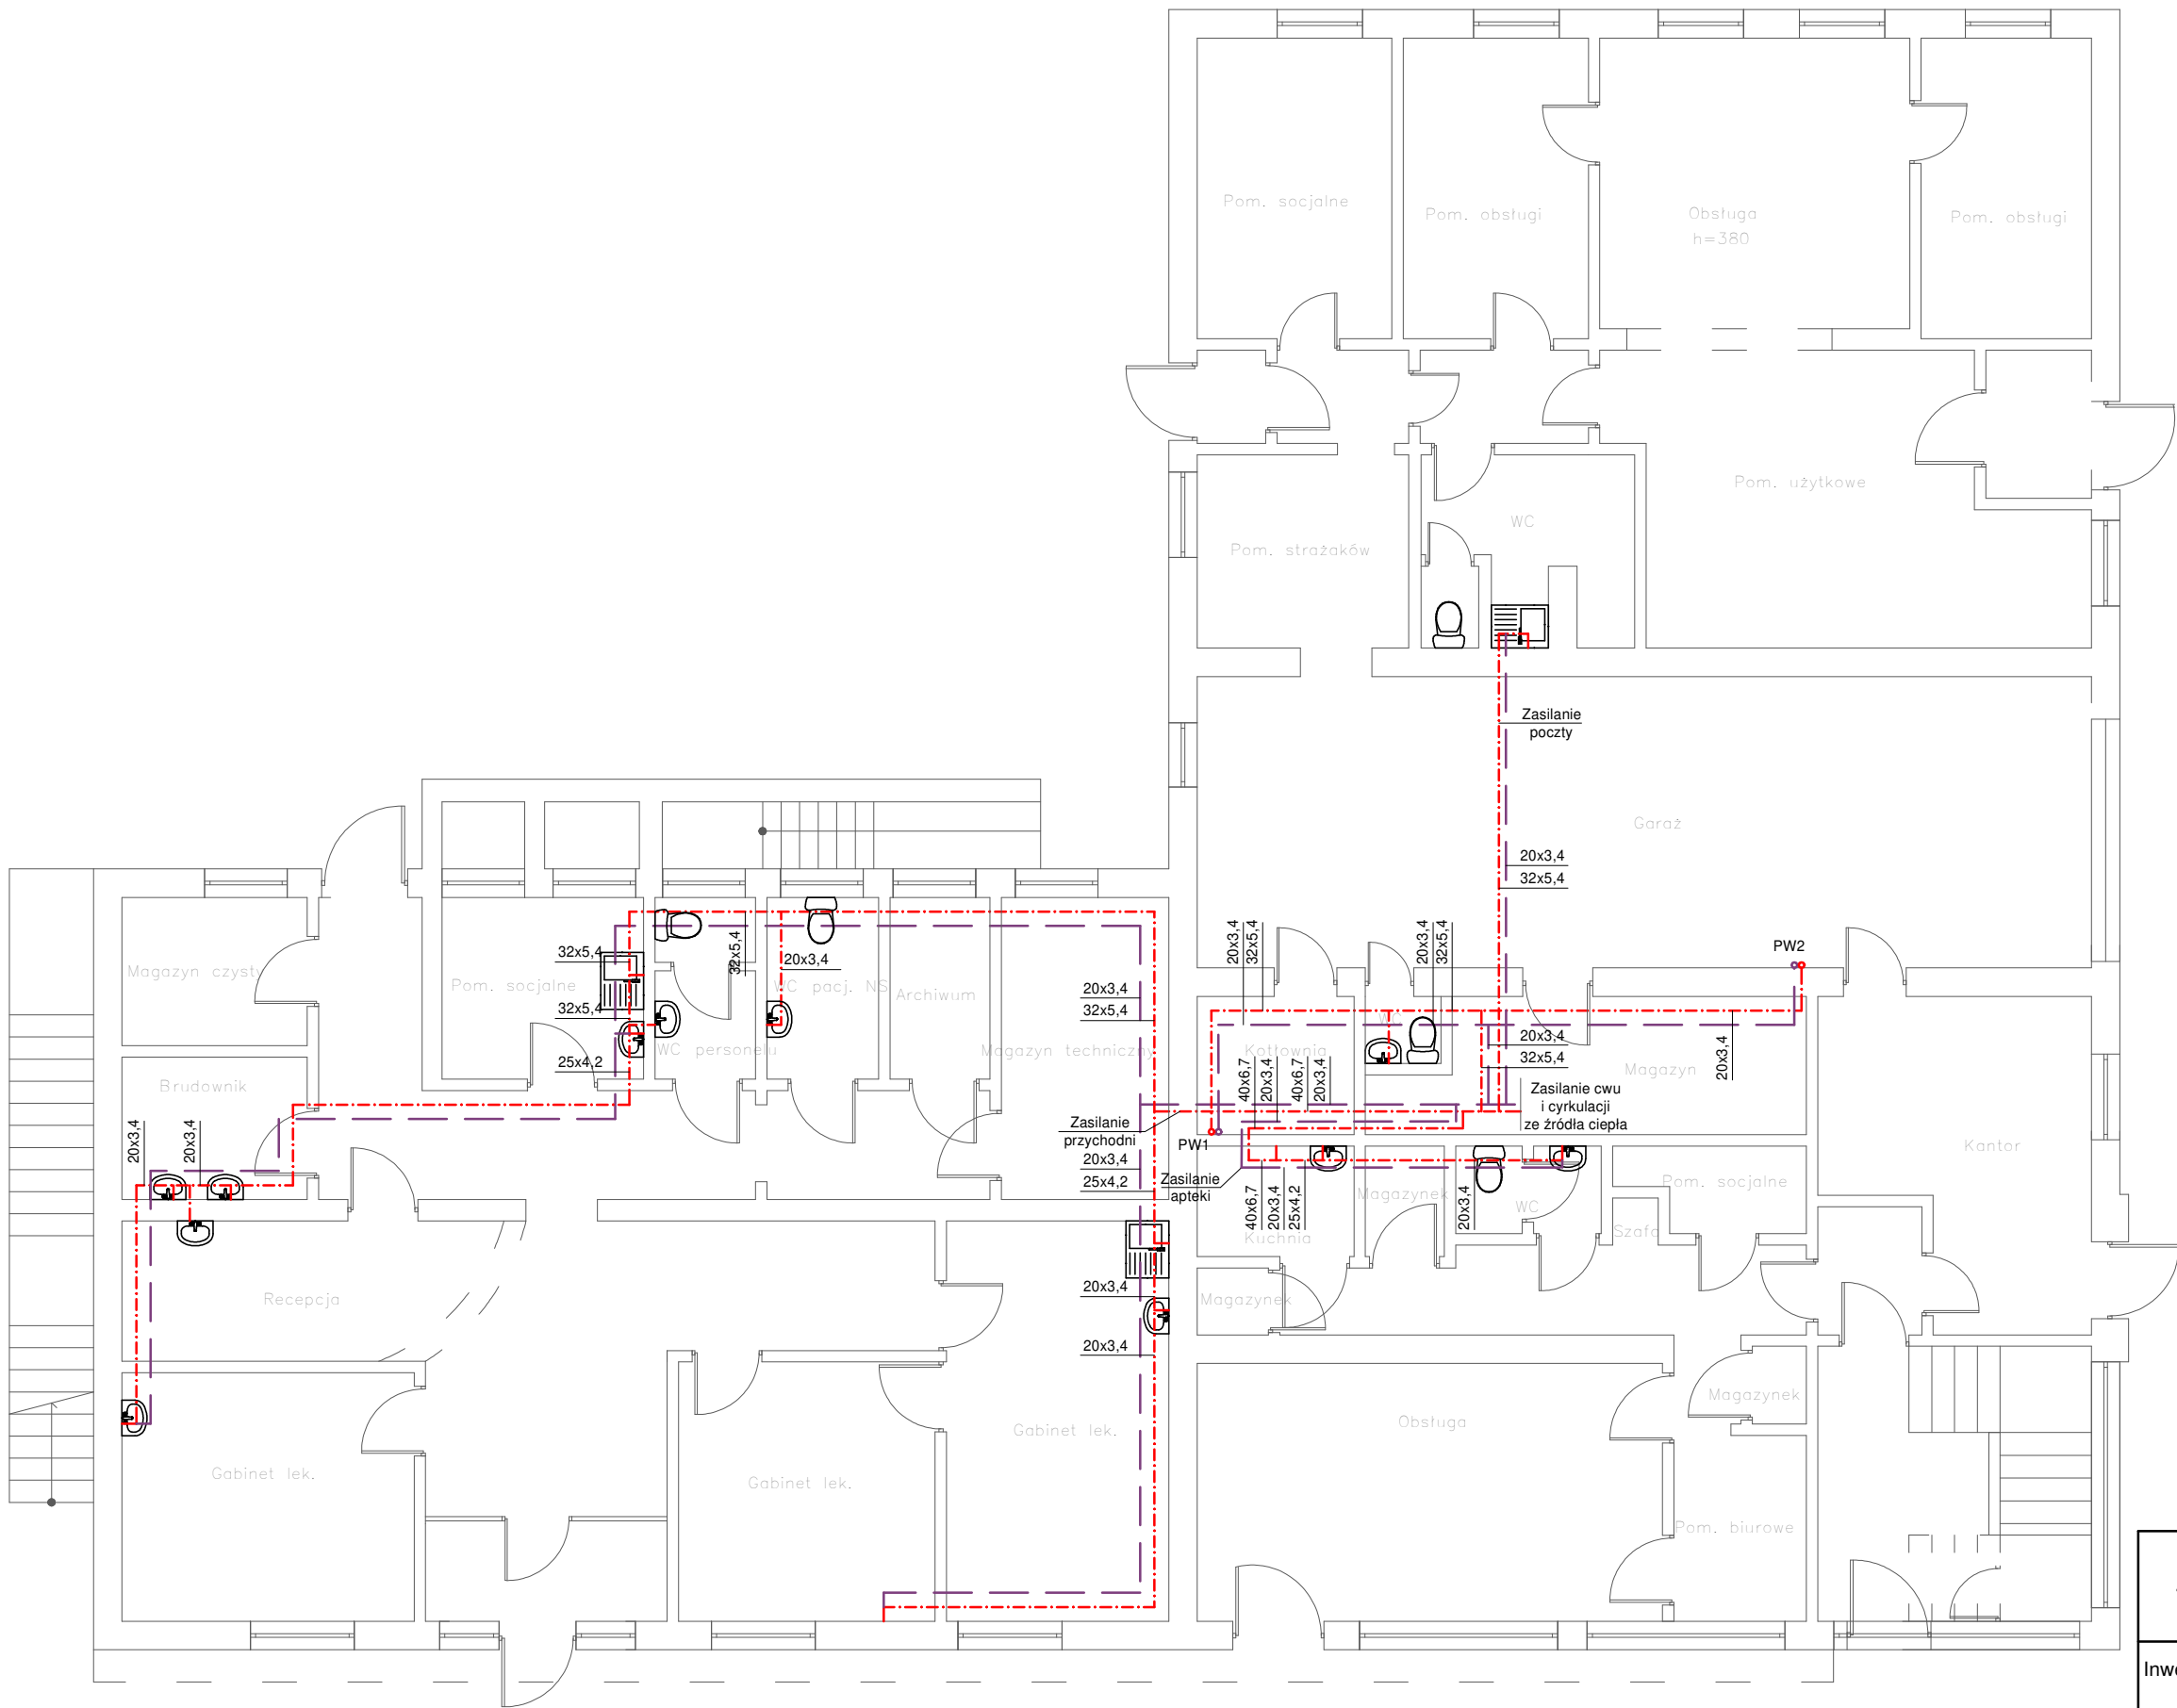 Pom. socjalne
Pom. obsługi
Obsługa
h=380
Pom. obsługi
Pom. strażaków
WC
Pom. użytkowe
Zasilanie
poczty
Garaż
20x3,4
32x5,4
Magazyn czysty
Pom. socjalne
32x5,4
32x5,4
25x4,2
32x5,4
20x3,4
WC pacj. NS
WC personelu
Archiwum
Magazyn techniczny
20x3,4
32x5,4
20x3,4
32x5,4
20x3,4
32x5,4
PW2
WC
Kotłownia
20x3,4
32x5,4
Magazyn
20x3,4
40x6,7
20x3,4
40x6,7
20x3,4
Zasilanie cwu
i cyrkulacji
ze źródła ciepła
Brudownik
20x3,4
20x3,4
Zasilanie
przychodni
PW1
20x3,4
25x4,2
Zasilanie
apteki
40x6,7
20x3,4
25x4,2
Kuchnia
Magazynek
20x3,4
WC
Pom. socjalne
Szafa
Kantor
Recepcja
20x3,4
20x3,4
Magazynek
Magazynek
Gabinet lek.
Gabinet lek.
Gabinet lek.
Obsługa
Pom. biurowe